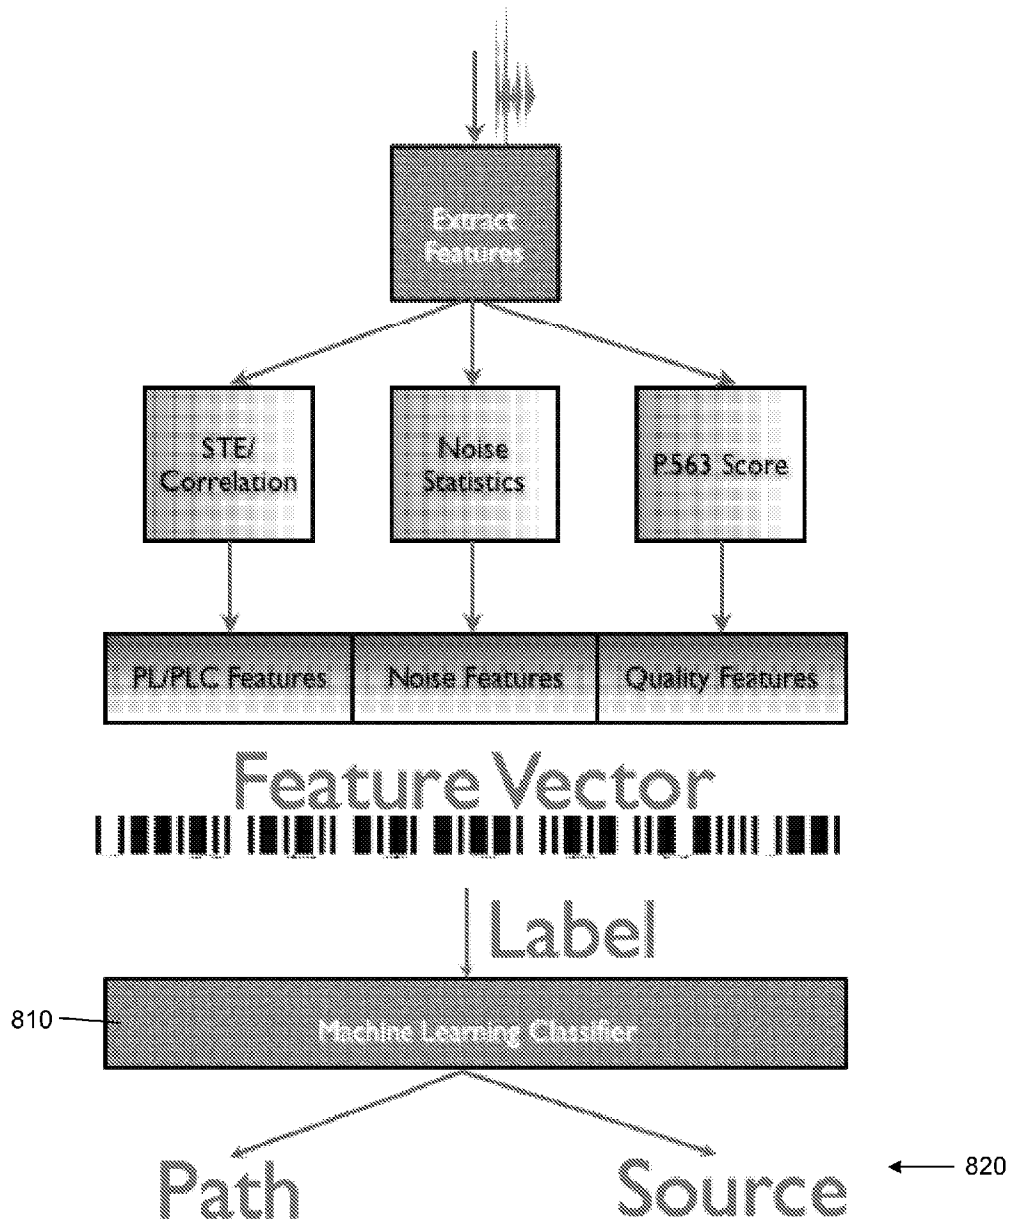 Extract
Features
STE/
Correlation
Noise
Statistics
P.563 Score
PL/PLC Features
Noise Features
Quality Features
Feature Vector
Label
810
Machine Learning Classifier
Path
Source
820